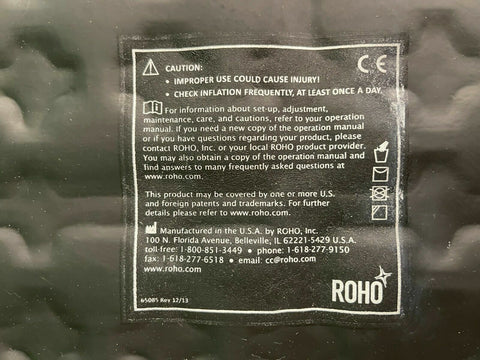 CAUTION:
• IMPROPER USE COULD CAUSE INJURY!
• CHECK INFLATION FREQUENTLY, AT LEAST ONCE A DAY.
CE
For information about set-up, adjustment,
maintenance, care, and cautions, refer to your operation
manual. If you need a new copy of the operation manual
or if you have questions regarding your product, please
contact ROHO, Inc. or your local ROHO product provider.
You may also obtain a copy of the operation manual and
find answers to many frequently asked questions at
www.roho.com.
This product may be covered by one or more U.S.
and foreign patents and trademarks. For further
details please refer to www.roho.com.
Manufactured in the U.S.A. by ROHO, Inc.
100 N. Florida Avenue, Belleville, IL 62221-5429 U.S.A.
toll-free: 1-800-851-3449 • phone: 1-618-277-9150
fax: 1-618-277-6518 • email: cc@roho.com
www.roho.com
65085 Rev 12/13
ROHO